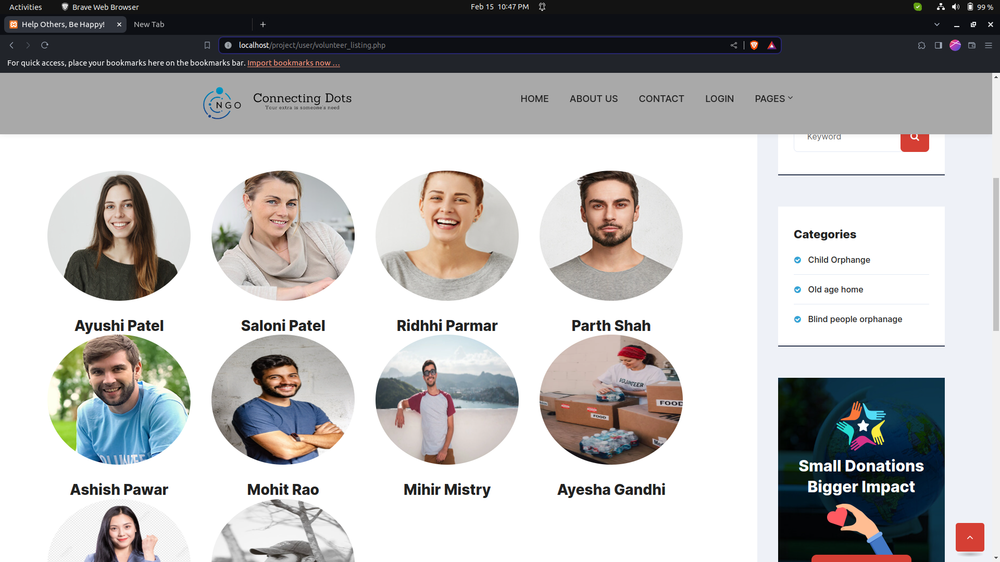 Activities
Brave Web Browser
Feb 15 10:47 PM
99 %
Help Others, Be Happy!
New Tab
localhost/project/user/volunteer_listing.php
For quick access, place your bookmarks here on the bookmarks bar. Import bookmarks now ...
NGO
Connecting Dots
Your extra is someone's need
HOME
ABOUT US
CONTACT
LOGIN
PAGES
Keyword
Ayushi Patel
Saloni Patel
Ridhhi Parmar
Parth Shah
Categories
Child Orphange
Old age home
Blind people orphanage
VOLUNTEER
FOOD
FOOD
Ashish Pawar
Mohit Rao
Mihir Mistry
Ayesha Gandhi
Small Donations
Bigger Impact